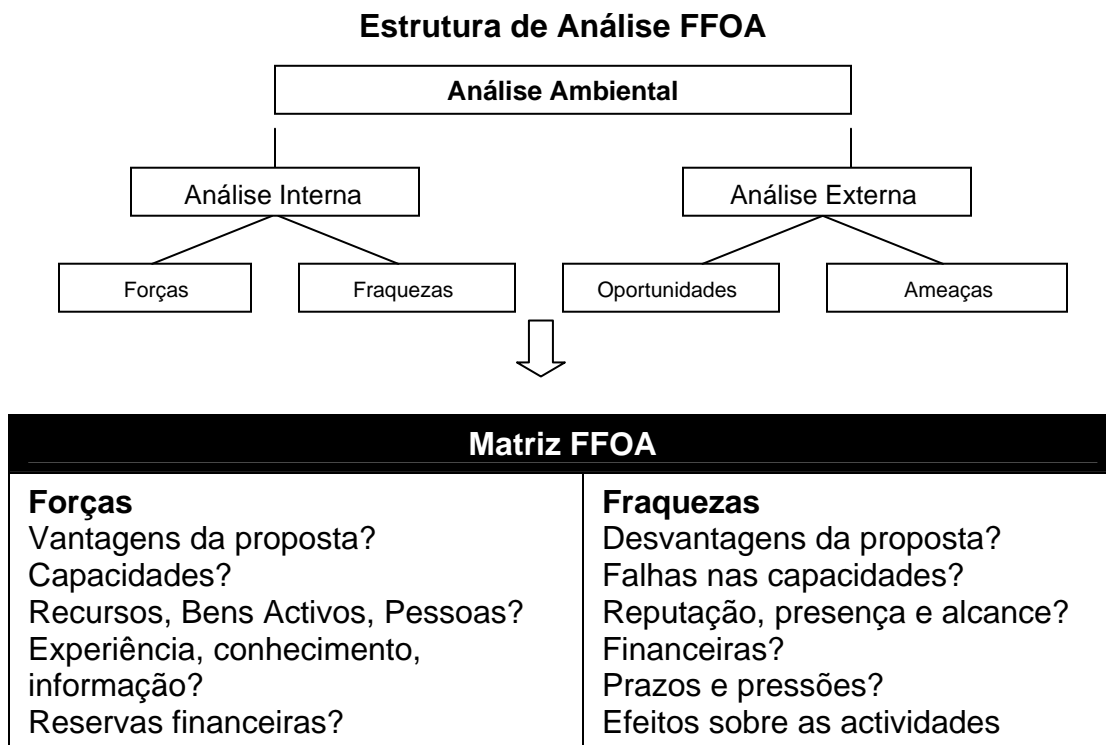 Estrutura de Análise FFOA
Análise Ambiental
Análise Interna
Análise Externa
Forças
Fraquezas
Oportunidades
Ameaças
Matriz FFOA
Forças
Vantagens da proposta?
Capacidades?
Recursos, Bens Activos, Pessoas?
Experiência, conhecimento,
informação?
Reservas financeiras?
Fraquezas
Desvantagens da proposta?
Falhas nas capacidades?
Reputação, presença e alcance?
Financeiras?
Prazos e pressões?
Efeitos sobre as actividades